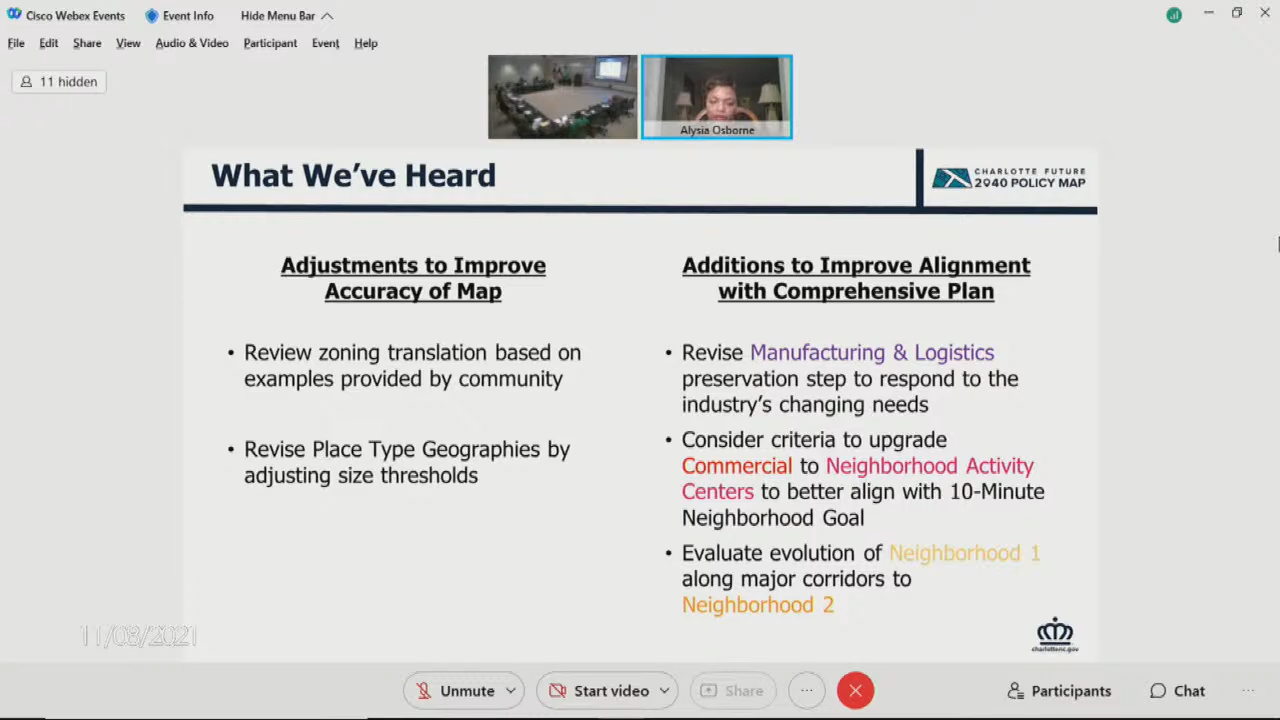 Cisco Webex Events
Event Info
Hide Menu Bar
File Edit Share View Audio & Video Participant Event Help
11 hidden
Alysia Osborne
What We've Heard
CHARLOTTE FUTURE
2040 POLICY MAP
Adjustments to Improve
Accuracy of Map
• Review zoning translation based on
examples provided by community
• Revise Place Type Geographies by
adjusting size thresholds
Additions to Improve Alignment
with Comprehensive Plan
• Revise Manufacturing & Logistics
preservation step to respond to the
industry's changing needs
• Consider criteria to upgrade
Commercial to Neighborhood Activity
Centers to better align with 10-Minute
Neighborhood Goal
• Evaluate evolution of Neighborhood 1
along major corridors to
Neighborhood 2
charlottenc.gov
11/08/2021
Unmute
Start video
Share
Participants
Chat